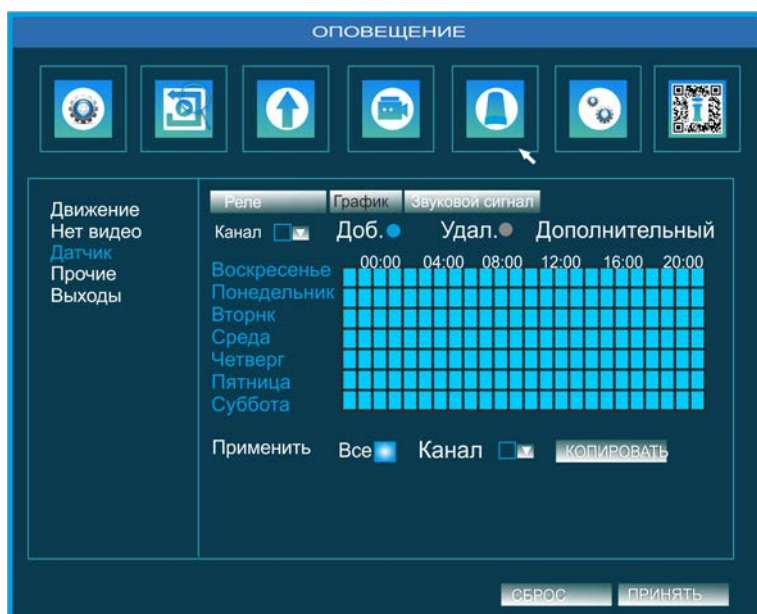 ОПОВЕЩЕНИЕ
Движение
Нет видео
Датчик
Прочие
Выходы
Реле График Звуковой сигнал
Канал Доб. Удал. Дополнительный
00:00 04:00 08:00 12:00 16:00 20:00
Воскресенье
Понедельник
Вторнк
Среда
Четверг
Пятница
Суббота
Применить Все Канал КОПИРОВАТЬ
СБРОС ПРИНЯТЬ